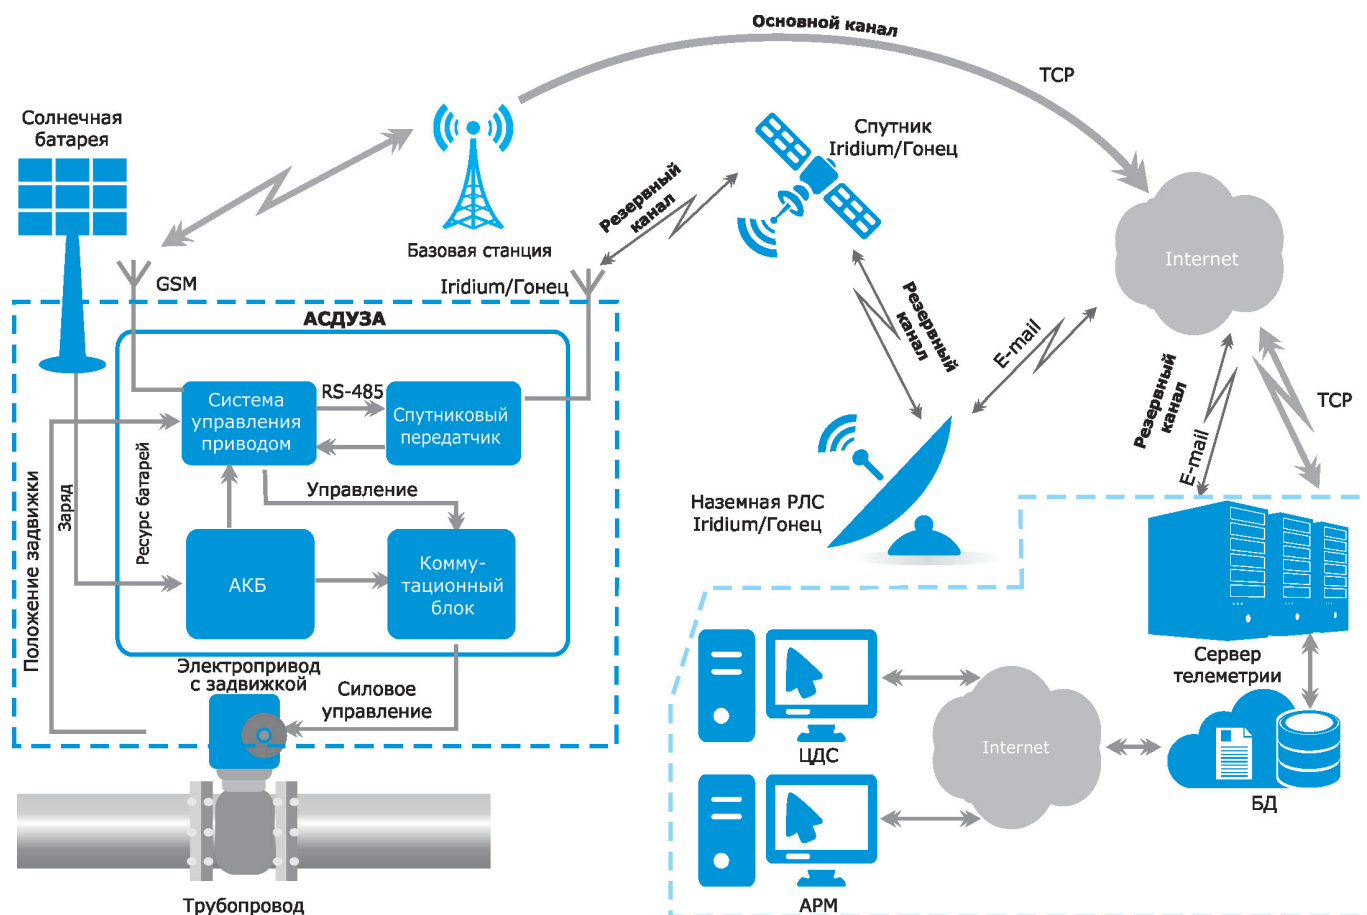 Основной канал
TCP
Солнечная
батарея
Спутник
Iridium/Гонец
Резервный
канал
Базовая станция
GSM
Iridium/Гонец
Internet
АСДУЗА
Резервный
канал
E-mail
RS-485
Система
управления
приводом
Спутниковый
передатчик
Резервный
канал
E-mail
TCP
Положение задвижки
Заряд
Ресурс батарей
Управление
Наземная РЛС
Iridium/Гонец
АКБ
Комму-
тационный
блок
Электропривод
с задвижкой
Силовое
управление
Сервер
телеметрии
ЦДС
Internet
БД
АРМ
Трубопровод